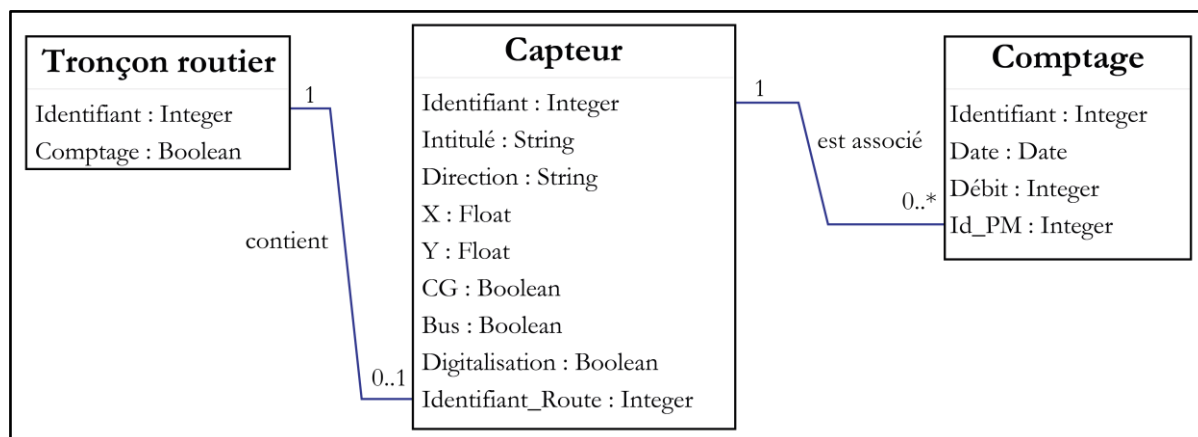 Tronçon routier
Identifiant : Integer
Comptage : Boolean
1
contient
0..1
Capteur
Identifiant : Integer
Intitulé : String
Direction : String
X : Float
Y : Float
CG : Boolean
Bus : Boolean
Digitalisation : Boolean
Identifiant_Route : Integer
1
est associé
0..*
Comptage
Identifiant : Integer
Date : Date
Débit : Integer
Id_PM : Integer